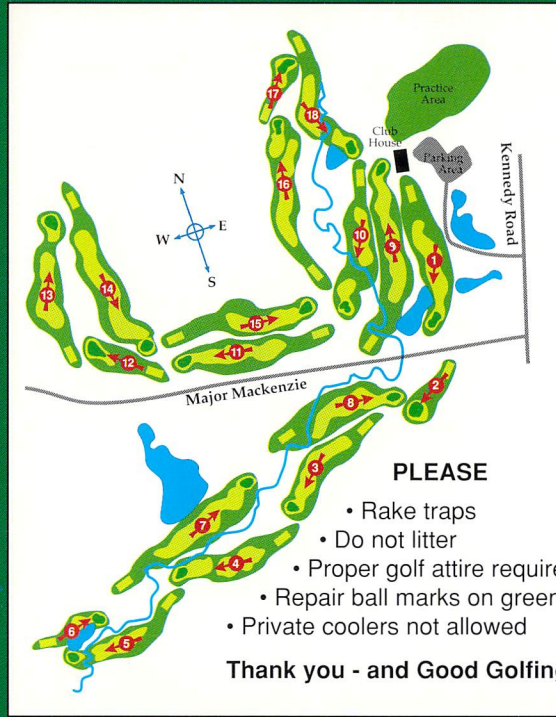 Practice
Area
Club
House
Parking
Area
Kennedy Road
N
W
E
S
17
18
16
10
9
1
13
14
12
15
11
Major Mackenzie
8
2
3
7
4
6
5
PLEASE
• Rake traps
• Do not litter
• Proper golf attire require
• Repair ball marks on green
• Private coolers not allowed
Thank you - and Good Golfing